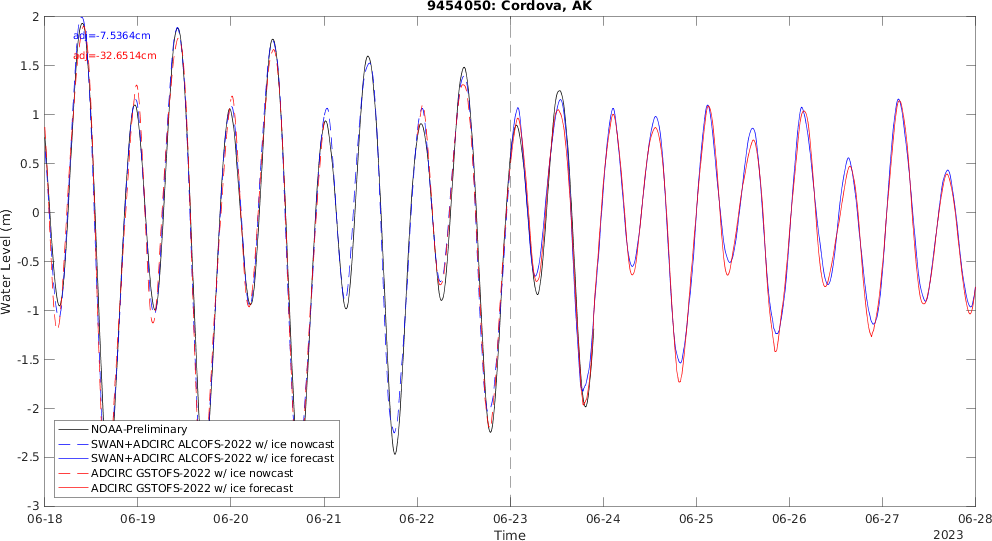 9454050: Cordova, AK
adj=-7.5364cm
adj=-32.6514cm
2
1.5
1
0.5
0
-0.5
-1
-1.5
-2
-2.5
-3
Water Level (m)
NOAA-Preliminary
SWAN+ADCIRC ALCOFS-2022 w/ ice nowcast
SWAN+ADCIRC ALCOFS-2022 w/ ice forecast
ADCIRC GSTOFS-2022 w/ ice nowcast
ADCIRC GSTOFS-2022 w/ ice forecast
06-18 06-19 06-20 06-21 06-22 06-23 06-24 06-25 06-26 06-27 06-28
Time
2023